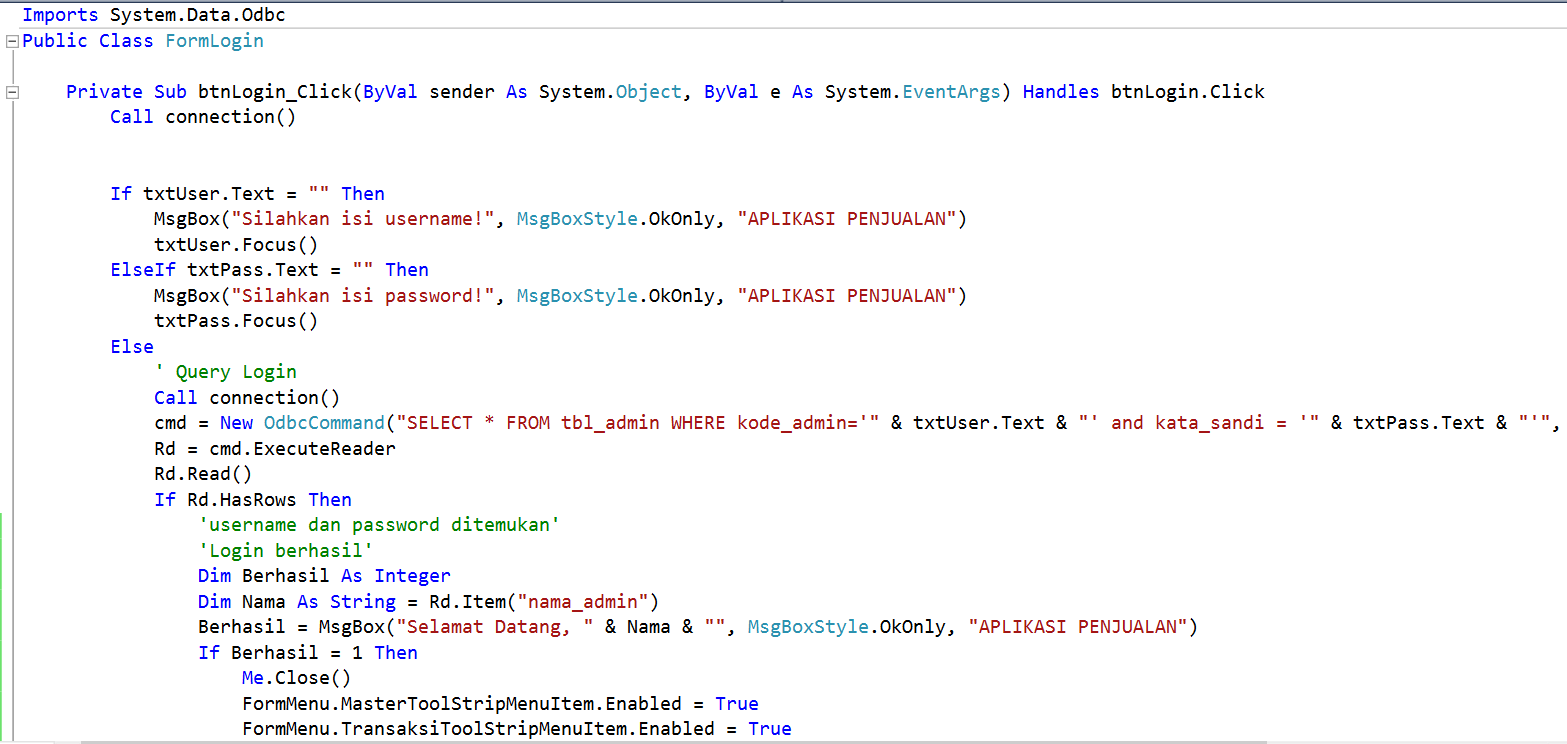 Imports System.Data.Odbc
Public Class FormLogin
Private Sub btnLogin_Click(ByVal sender As System.Object, ByVal e As System.EventArgs) Handles btnLogin.Click
Call connection()
If txtUser.Text = "" Then
MsgBox("Silahkan isi username!", MsgBoxStyle.OkOnly, "APLIKASI PENJUALAN")
txtUser.Focus()
ElseIf txtPass.Text = "" Then
MsgBox("Silahkan isi password!", MsgBoxStyle.OkOnly, "APLIKASI PENJUALAN")
txtPass.Focus()
Else
' Query Login
Call connection()
cmd = New OdbcCommand("SELECT * FROM tbl_admin WHERE kode_admin='" & txtUser.Text & "' and kata_sandi = '" & txtPass.Text & "'",
Rd = cmd.ExecuteReader
Rd.Read()
If Rd.HasRows Then
'username dan password ditemukan'
'Login berhasil'
Dim Berhasil As Integer
Dim Nama As String = Rd.Item("nama_admin")
Berhasil = MsgBox("Selamat Datang, " & Nama & "", MsgBoxStyle.OkOnly, "APLIKASI PENJUALAN")
If Berhasil = 1 Then
Me.Close()
FormMenu.MasterToolStripMenuItem.Enabled = True
FormMenu.TransaksiToolStripMenuItem.Enabled = True